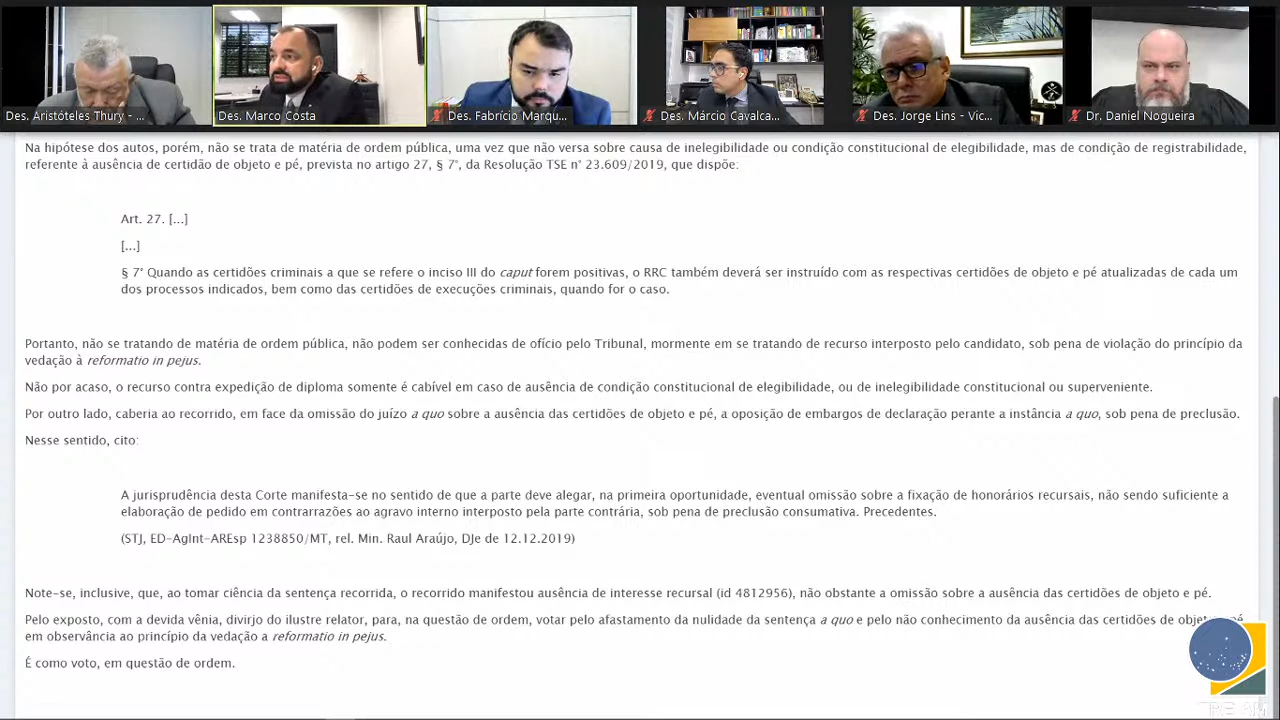 Des. Aristóteles Thury - ...
Des. Marco Costa
Des. Fabrício Marqu...
Des. Márcio Cavalca...
Des. Jorge Lins - Vic...
Dr. Daniel Nogueira
Na hipótese dos autos, porém, não se trata de matéria de ordem pública, uma vez que não versa sobre causa de inelegibilidade ou condição constitucional de elegibilidade, mas de condição de registrabilidade,
referente à ausência de certidão de objeto e pé, prevista no artigo 27, § 7°, da Resolução TSE n° 23.609/2019, que dispõe:
Art. 27. [...]
[...]
§ 7° Quando as certidões criminais a que se refere o inciso III do caput forem positivas, o RRC também deverá ser instruído com as respectivas certidões de objeto e pé atualizadas de cada um
dos processos indicados, bem como das certidões de execuções criminais, quando for o caso.
Portanto, não se tratando de matéria de ordem pública, não podem ser conhecidas de ofício pelo Tribunal, mormente em se tratando de recurso interposto pelo candidato, sob pena de violação do princípio da
vedação à reformatio in pejus.
Não por acaso, o recurso contra expedição de diploma somente é cabível em caso de ausência de condição constitucional de elegibilidade, ou de inelegibilidade constitucional ou superveniente.
Por outro lado, caberia ao recorrido, em face da omissão do juízo a quo sobre a ausência das certidões de objeto e pé, a oposição de embargos de declaração perante a instância a quo, sob pena de preclusão.
Nesse sentido, cito:
A jurisprudência desta Corte manifesta-se no sentido de que a parte deve alegar, na primeira oportunidade, eventual omissão sobre a fixação de honorários recursais, não sendo suficiente a
elaboração de pedido em contrarrazões ao agravo interno interposto pela parte contrária, sob pena de preclusão consumativa. Precedentes.
(STJ, ED-AgInt-AREsp 1238850/MT, rel. Min. Raul Araújo, DJe de 12.12.2019)
Note-se, inclusive, que, ao tomar ciência da sentença recorrida, o recorrido manifestou ausência de interesse recursal (id 4812956), não obstante a omissão sobre a ausência das certidões de objeto e pé.
Pelo exposto, com a devida vênia, divirjo do ilustre relator, para, na questão de ordem, votar pelo afastamento da nulidade da sentença a quo e pelo não conhecimento da ausência das certidões de objeto e pé
em observância ao princípio da vedação a reformatio in pejus.
É como voto, em questão de ordem.
TRE-AM